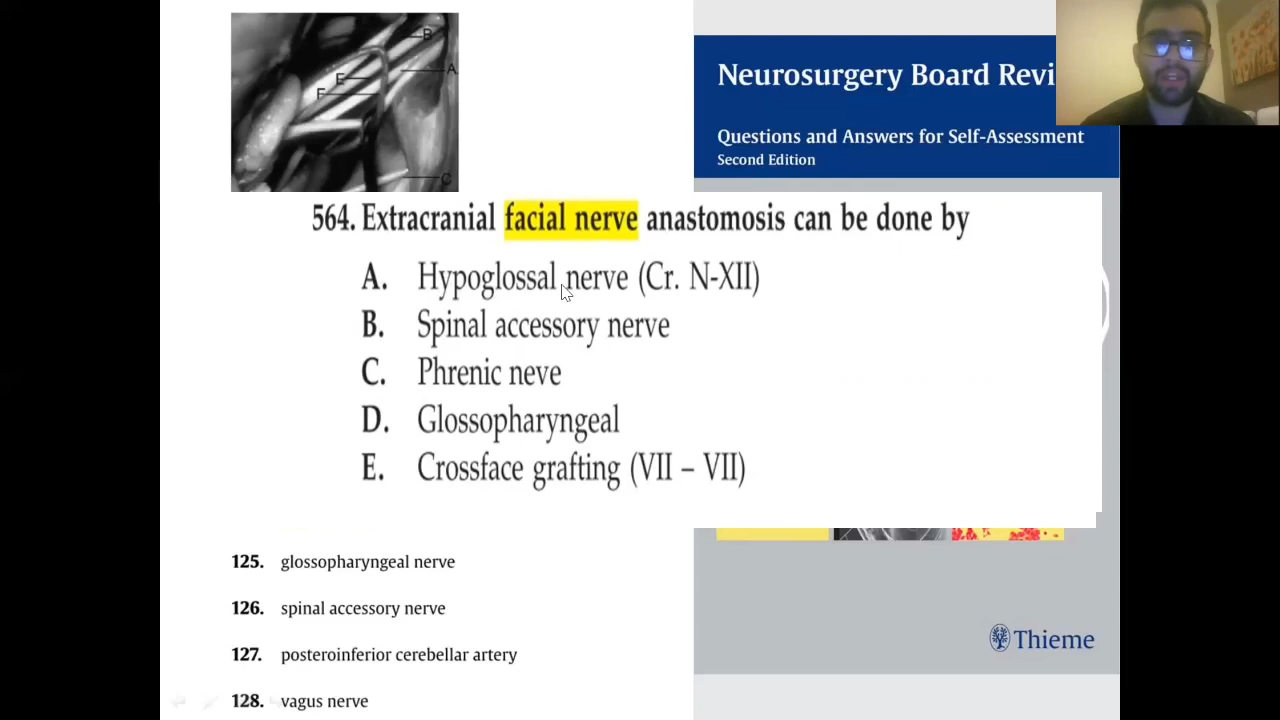 B
A
E
F
C
Neurosurgery Board Revi
Questions and Answers for Self-Assessment
Second Edition
564. Extracranial facial nerve anastomosis can be done by
A. Hypoglossal nerve (Cr. N-XII)
B. Spinal accessory nerve
C. Phrenic neve
D. Glossopharyngeal
E. Crossface grafting (VII – VII)
125. glossopharyngeal nerve
126. spinal accessory nerve
127. posteroinferior cerebellar artery
128. vagus nerve
Thieme